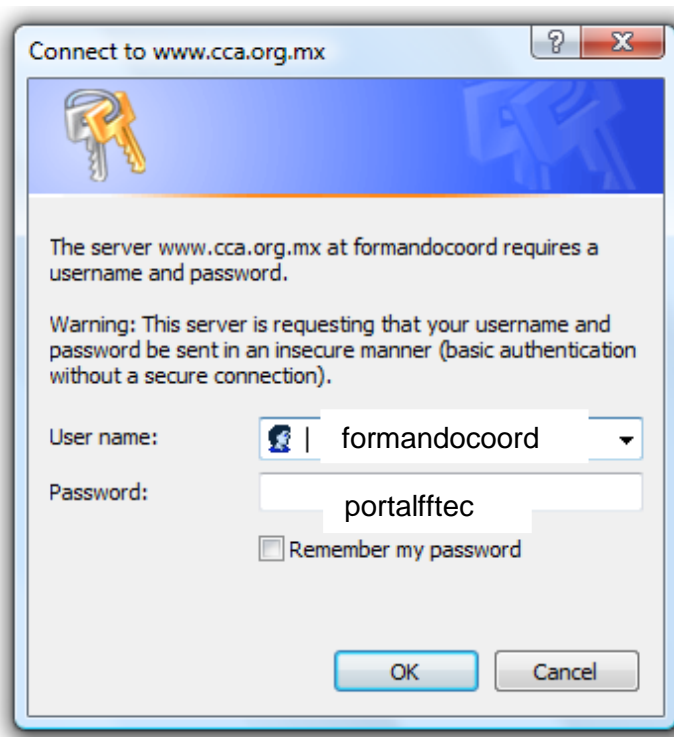 Connect to www.cca.org.mx
The server www.cca.org.mx at formandocoord requires a
username and password.
Warning: This server is requesting that your username and
password be sent in an insecure manner (basic authentication
without a secure connection).
User name: formandocoord
Password: portalfftec
Remember my password
OK Cancel